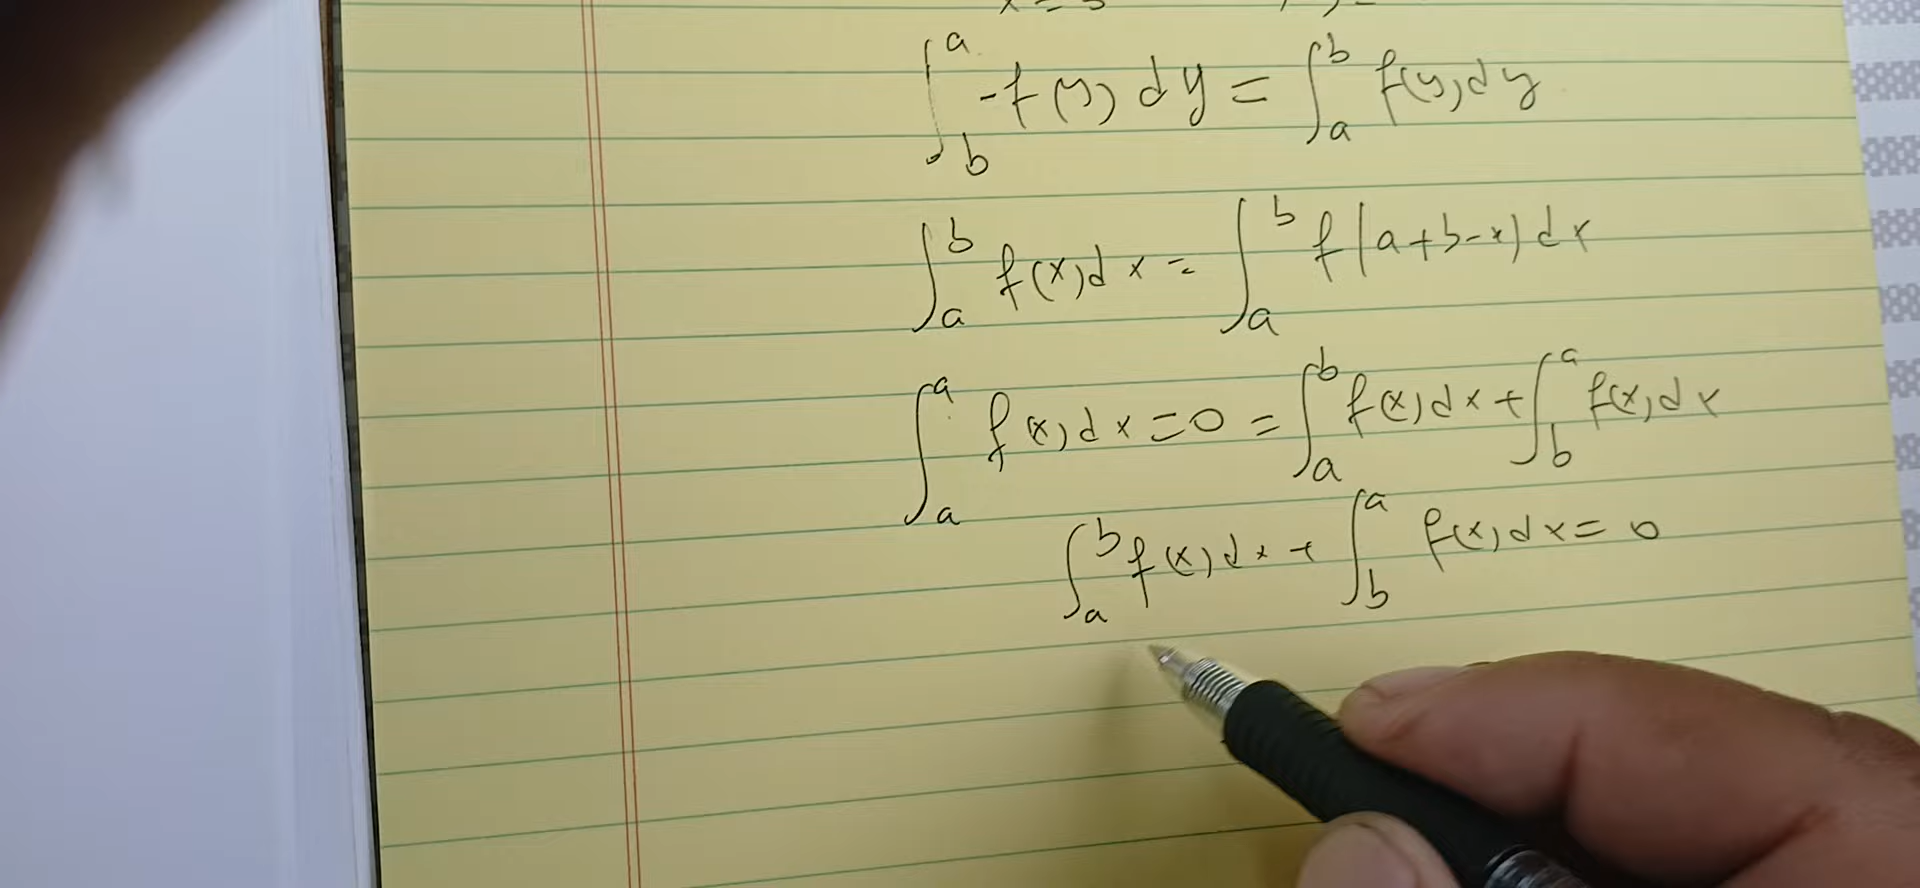 ∫_b^a -f(y) dy = ∫_a^b f(y) dy
∫_a^b f(x) dx = ∫_a^b f(a+b-x) dx
∫_a^a f(x) dx = 0 = ∫_a^b f(x) dx + ∫_b^a f(x) dx
∫_a^b f(x) dx + ∫_b^a f(x) dx = 0